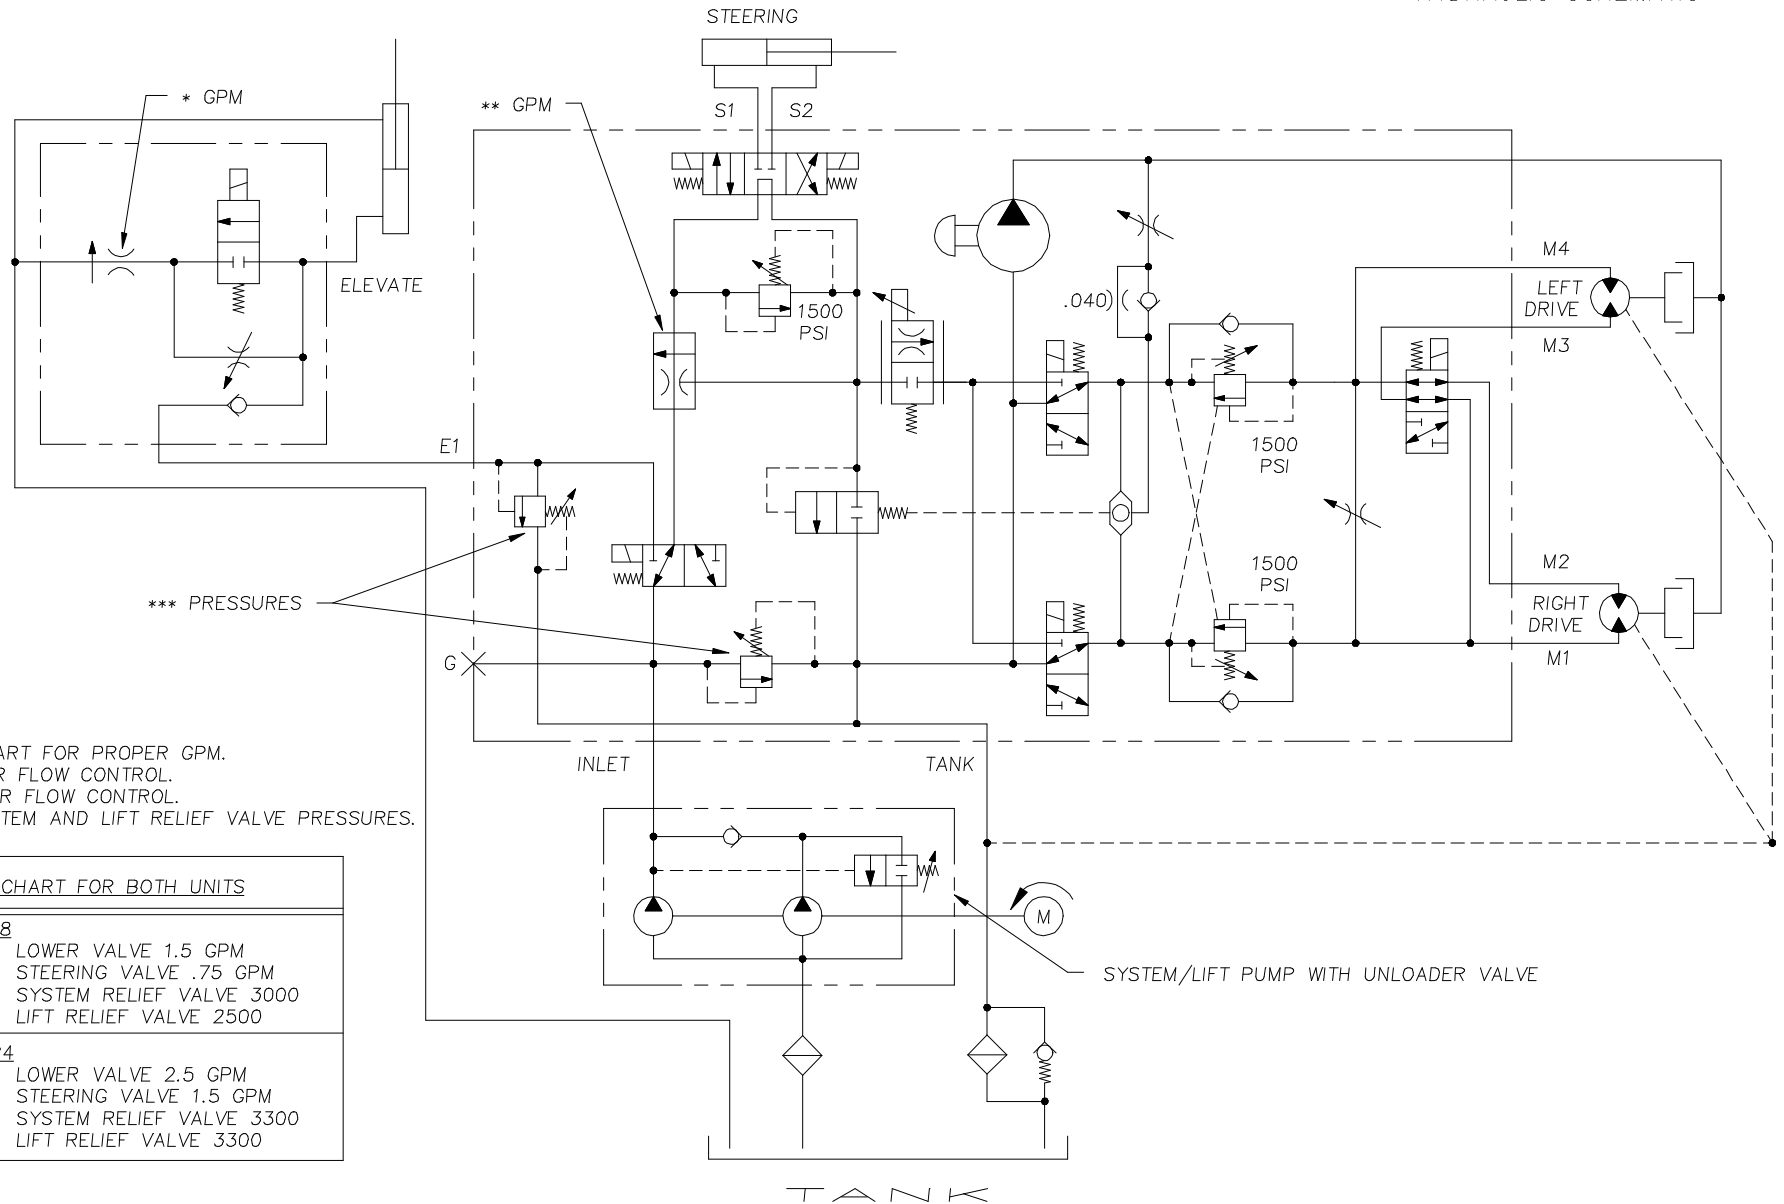 STEERING
* GPM
** GPM
S1
S2
M4
LEFT
DRIVE
M3
ELEVATE
.040
1500
PSI
E1
1500
PSI
1500
PSI
M2
RIGHT
DRIVE
M1
*** PRESSURES
G
ART FOR PROPER GPM.
R FLOW CONTROL.
R FLOW CONTROL.
TEM AND LIFT RELIEF VALVE PRESSURES.
INLET
TANK
CHART FOR BOTH UNITS
8
LOWER VALVE 1.5 GPM
STEERING VALVE .75 GPM
SYSTEM RELIEF VALVE 3000
LIFT RELIEF VALVE 2500
4
LOWER VALVE 2.5 GPM
STEERING VALVE 1.5 GPM
SYSTEM RELIEF VALVE 3300
LIFT RELIEF VALVE 3300
M
SYSTEM/LIFT PUMP WITH UNLOADER VALVE
TANK